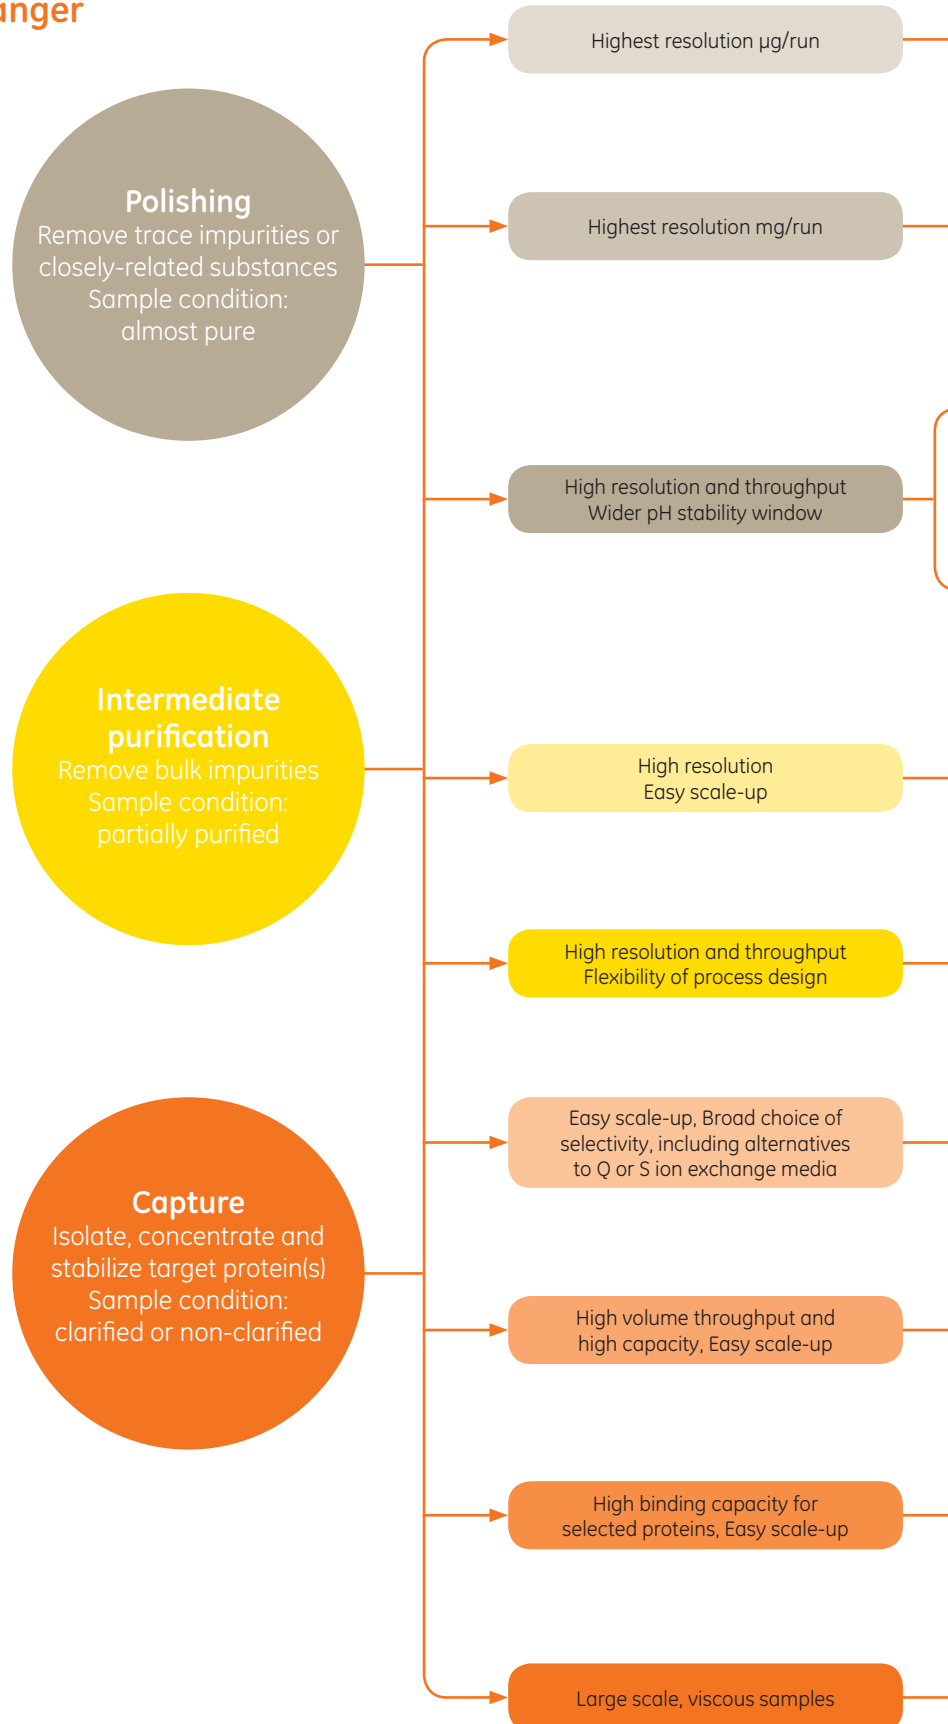 Highest resolution µg/run
Polishing
Remove trace impurities or
closely-related substances
Sample condition:
almost pure
Highest resolution mg/run
High resolution and throughput
Wider pH stability window
Intermediate
purification
Remove bulk impurities
Sample condition:
partially purified
High resolution
Easy scale-up
High resolution and throughput
Flexibility of process design
Capture
Isolate, concentrate and
stabilize target protein(s)
Sample condition:
clarified or non-clarified
Easy scale-up, Broad choice of
selectivity, including alternatives
to Q or S ion exchange media
High volume throughput and
high capacity, Easy scale-up
High binding capacity for
selected proteins, Easy scale-up
Large scale, viscous samples